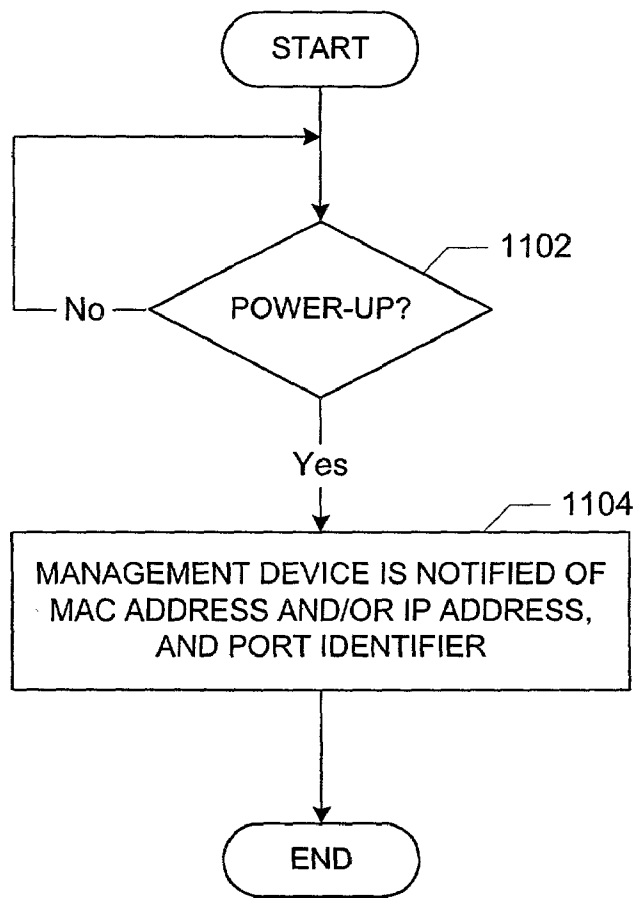 START
1102
POWER-UP?
No
Yes
1104
MANAGEMENT DEVICE IS NOTIFIED OF
MAC ADDRESS AND/OR IP ADDRESS,
AND PORT IDENTIFIER
END